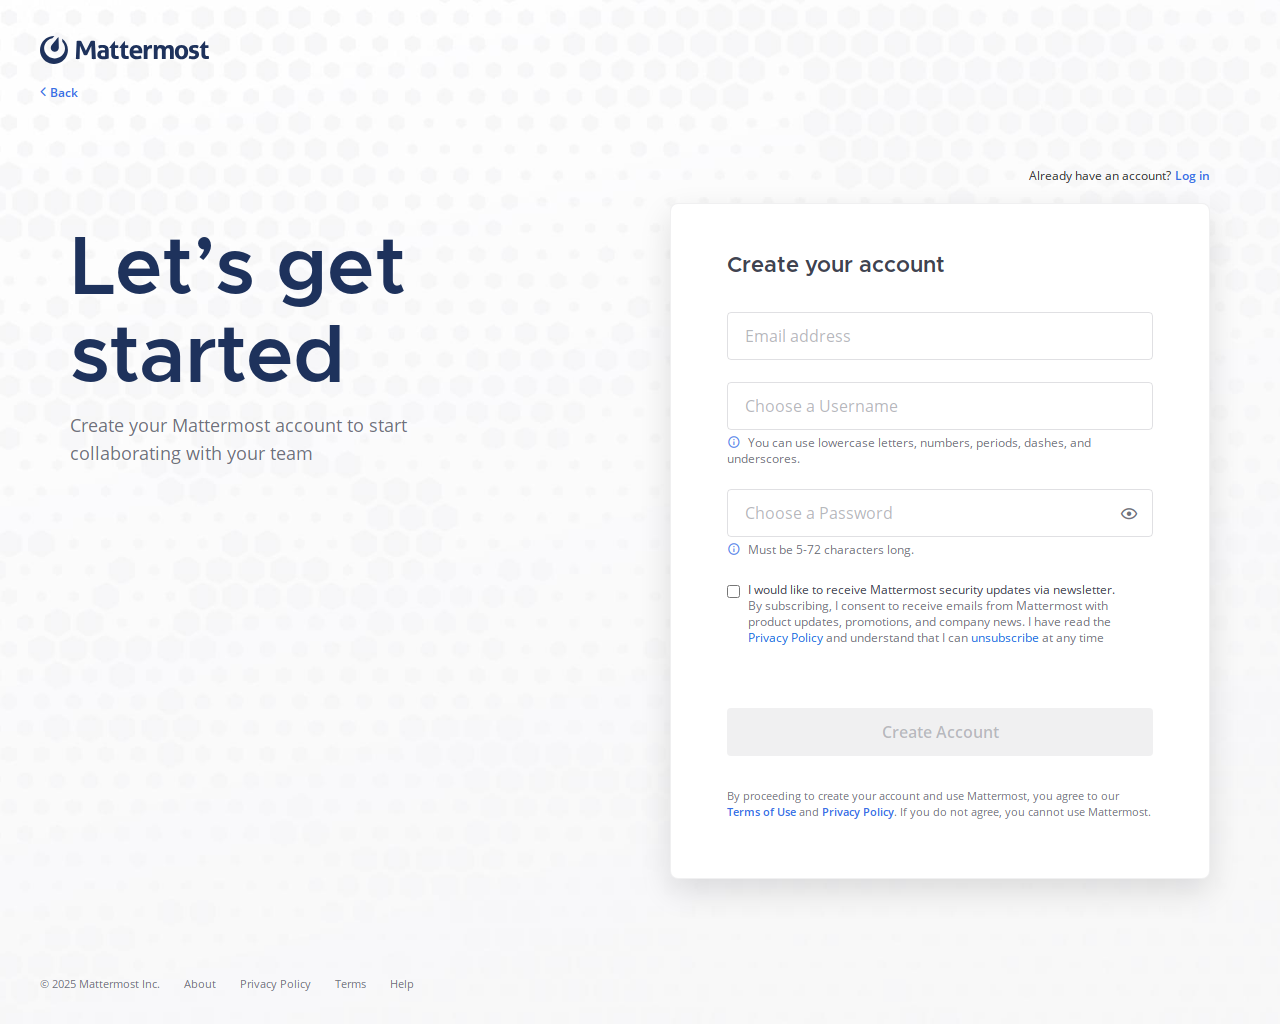 Mattermost
Back
Already have an account? Log in
Let's get
started
Create your Mattermost account to start
collaborating with your team
Create your account
Email address
Choose a Username
You can use lowercase letters, numbers, periods, dashes, and
underscores.
Choose a Password
Must be 5-72 characters long.
I would like to receive Mattermost security updates via newsletter.
By subscribing, I consent to receive emails from Mattermost with
product updates, promotions, and company news. I have read the
Privacy Policy and understand that I can unsubscribe at any time
Create Account
By proceeding to create your account and use Mattermost, you agree to our
Terms of Use and Privacy Policy. If you do not agree, you cannot use Mattermost.
© 2025 Mattermost Inc. About Privacy Policy Terms Help